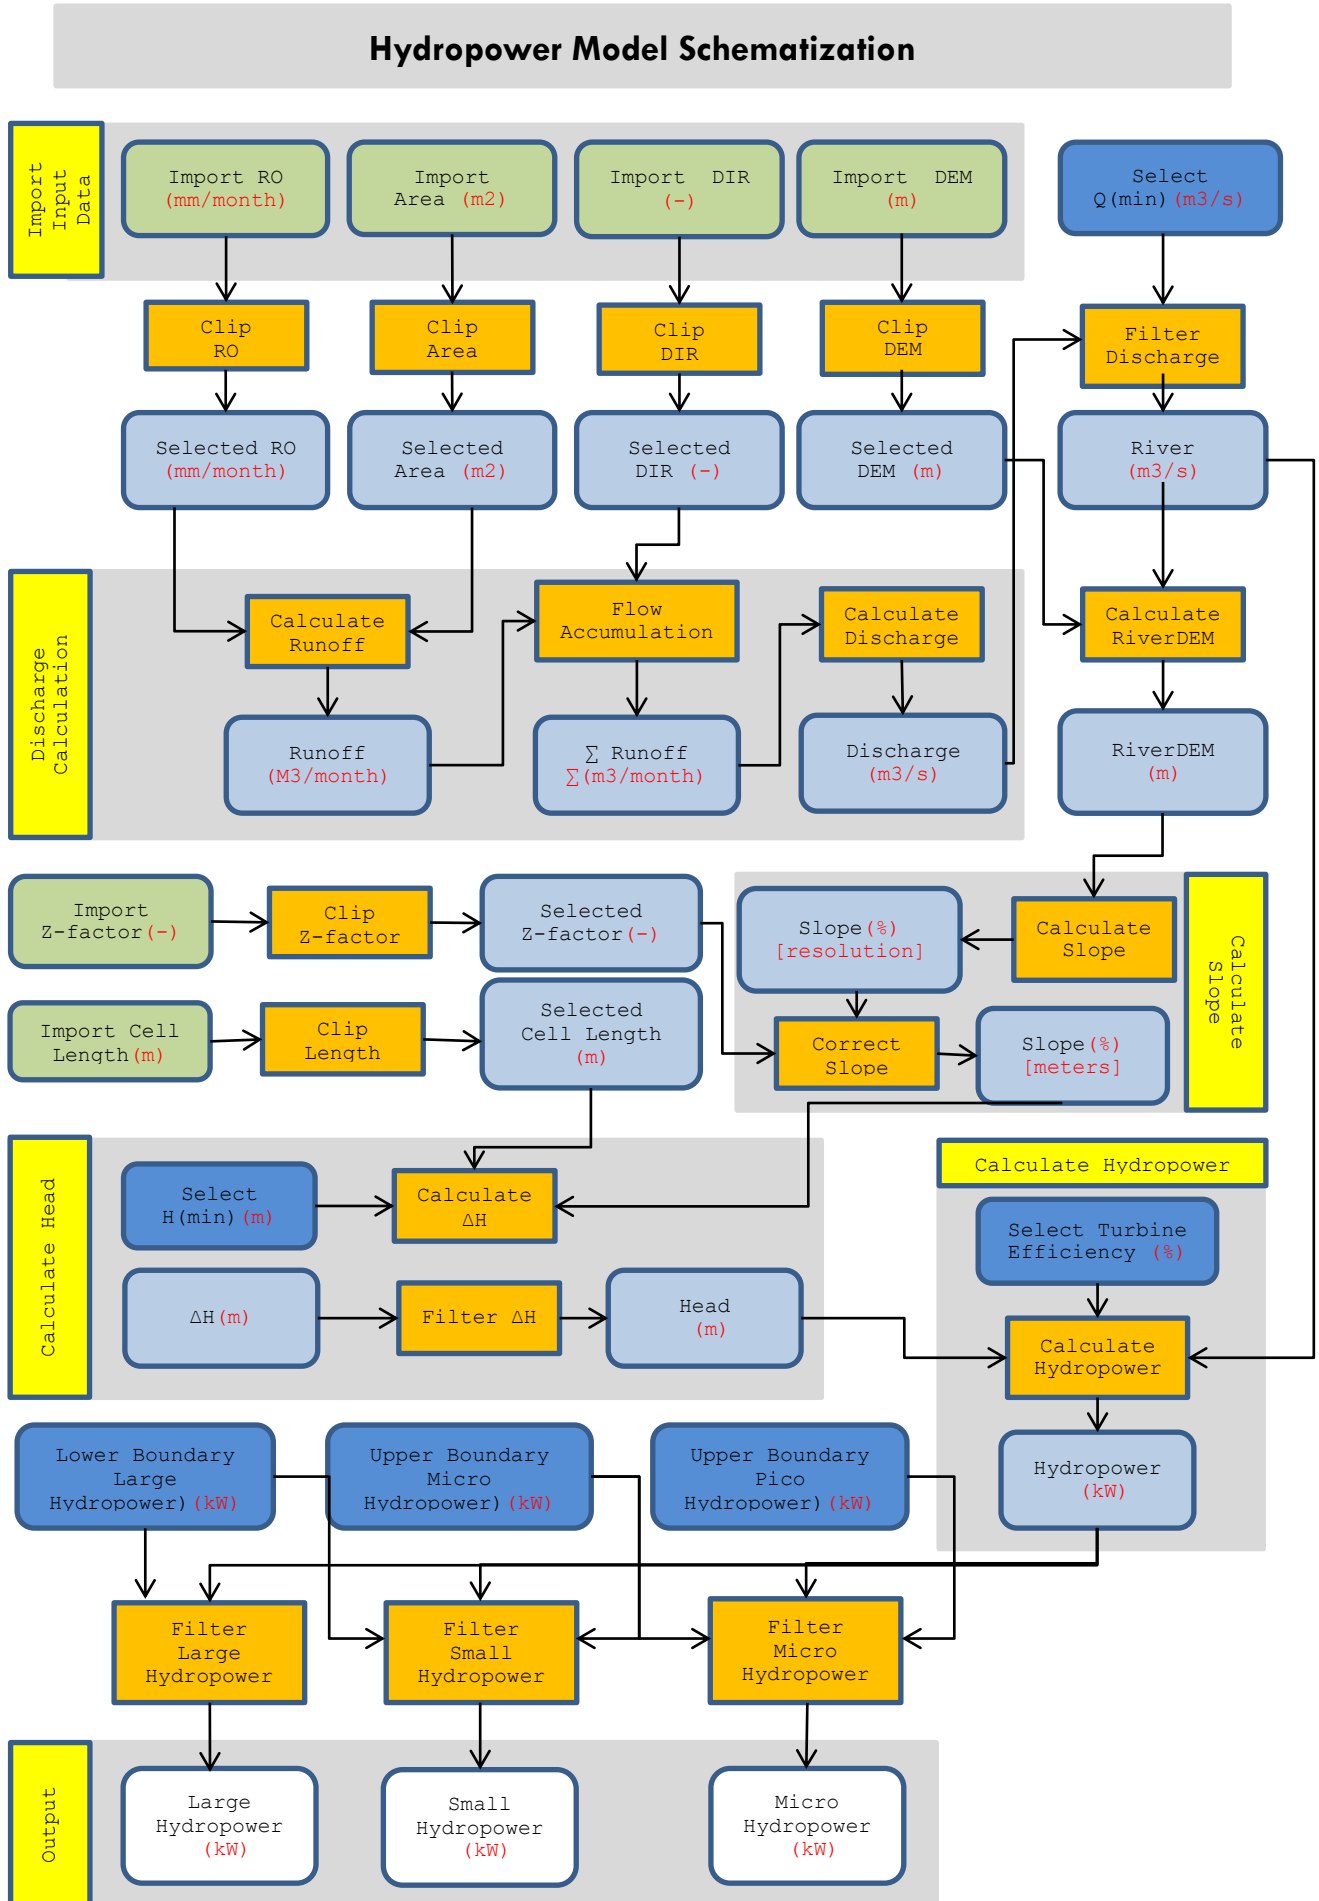 Hydropower Model Schematization
Import
Input
Data
Import RO
(mm/month)
Import
Area (m2)
Import DIR
(-)
Import DEM
(m)
Select
Q(min)(m3/s)
Clip
RO
Clip
Area
Clip
DIR
Clip
DEM
Filter
Discharge
Selected RO
(mm/month)
Selected
Area (m2)
Selected
DIR (-)
Selected
DEM (m)
River
(m3/s)
Discharge
Calculation
Calculate
Runoff
Flow
Accumulation
Calculate
Discharge
Calculate
RiverDEM
Runoff
(M3/month)
∑ Runoff
∑(m3/month)
Discharge
(m3/s)
RiverDEM
(m)
Import
Z-factor(-)
Clip
Z-factor
Selected
Z-factor(-)
Slope(%)
[resolution]
Calculate
Slope
Calculate
Slope
Import Cell
Length(m)
Clip
Length
Selected
Cell Length
(m)
Correct
Slope
Slope(%)
[meters]
Calculate Head
Select
H(min)(m)
Calculate
ΔH
Calculate Hydropower
Select Turbine
Efficiency (%)
ΔH(m)
Filter ΔH
Head
(m)
Calculate
Hydropower
Lower Boundary
Large
Hydropower)(kW)
Upper Boundary
Micro
Hydropower)(kW)
Upper Boundary
Pico
Hydropower)(kW)
Hydropower
(kW)
Filter
Large
Hydropower
Filter
Small
Hydropower
Filter
Micro
Hydropower
Output
Large
Hydropower
(kW)
Small
Hydropower
(kW)
Micro
Hydropower
(kW)